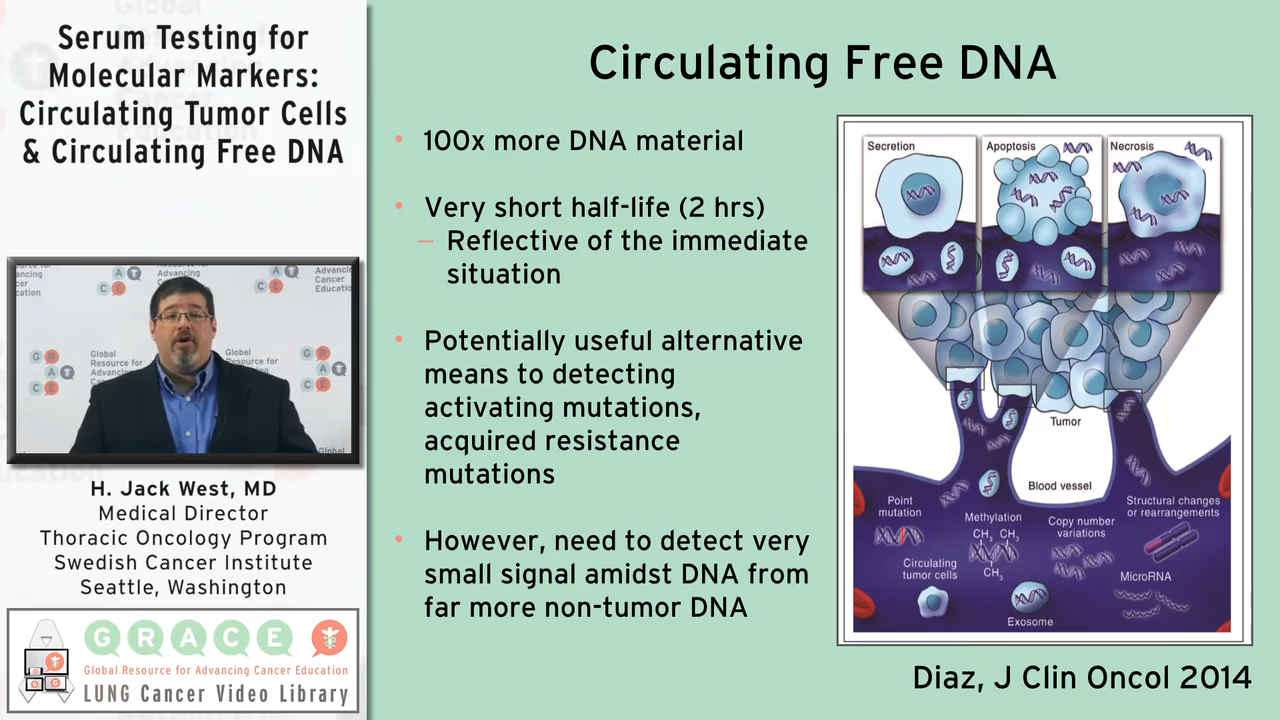 Serum Testing for
Molecular Markers:
Circulating Tumor Cells
& Circulating Free DNA
H. Jack West, MD
Medical Director
Thoracic Oncology Program
Swedish Cancer Institute
Seattle, Washington
GRACE
Global Resource for Advancing Cancer Education
LUNG Cancer Video Library
Circulating Free DNA
• 100x more DNA material
• Very short half-life (2 hrs)
– Reflective of the immediate
situation
• Potentially useful alternative
means to detecting
activating mutations,
acquired resistance
mutations
• However, need to detect very
small signal amidst DNA from
far more non-tumor DNA
Secretion
Apoptosis
Necrosis
Tumor
Blood vessel
Point
mutation
Methylation
CH₃ CH₃
CH₃
Copy number
variations
Structural changes
or rearrangements
Circulating
tumor cells
Exosome
MicroRNA
Diaz, J Clin Oncol 2014